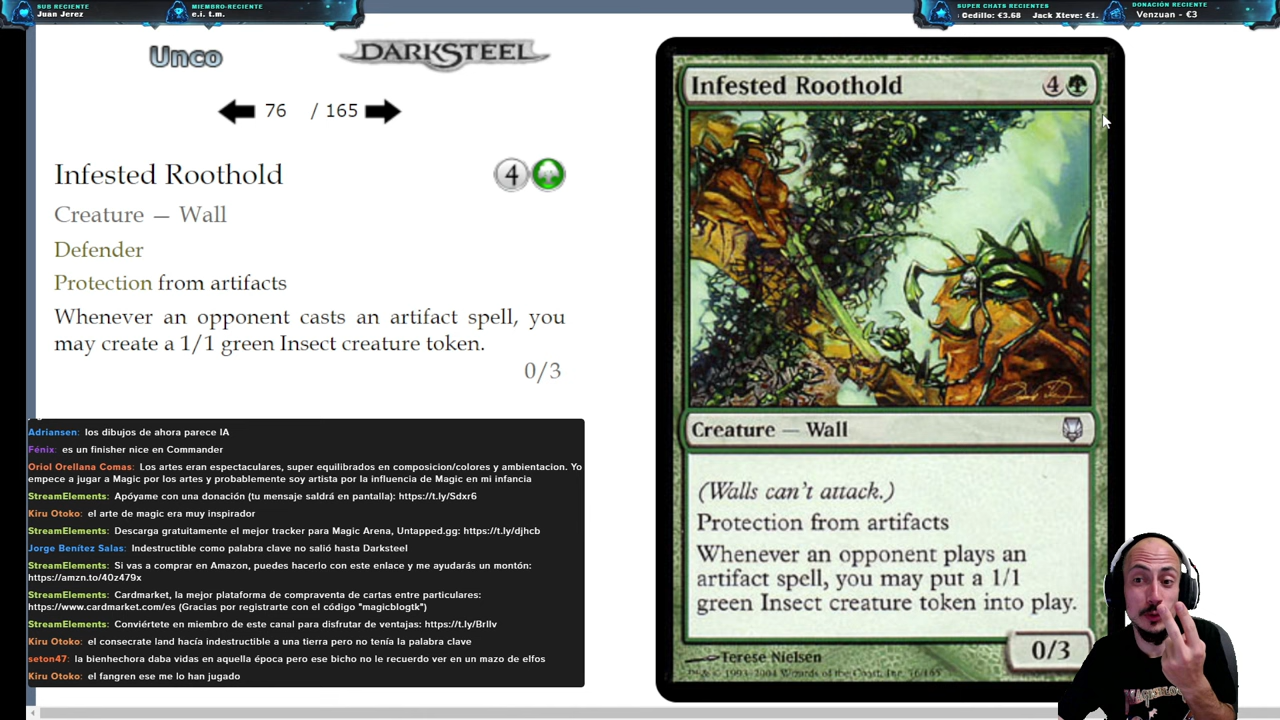 SUB RECIENTE
Juan Jerez
MIEMBRO-RECIENTE
e.i. t.m.
SUPER CHATS RECIENTES
Cedillo: €3.68 Jack Xteve: €1.
DONACIÓN RECIENTE
Venzuan - €3
Unco
DARKSTEEL
76 / 165
Infested Roothold 4
Creature — Wall
Defender
Protection from artifacts
Whenever an opponent casts an artifact spell, you
may create a 1/1 green Insect creature token.
0/3
Adriansen: los dibujos de ahora parece IA
Fénix: es un finisher nice en Commander
Oriol Orellana Comas: Los artes eran espectaculares, super equilibrados en composicion/colores y ambientacion. Yo
empece a jugar a Magic por los artes y probablemente soy artista por la influencia de Magic en mi infancia
StreamElements: Apóyame con una donación (tu mensaje saldrá en pantalla): https://t.ly/Sdxr6
Kiru Otoko: el arte de magic era muy inspirador
StreamElements: Descarga gratuitamente el mejor tracker para Magic Arena, Untapped.gg: https://t.ly/djhcb
Jorge Benítez Salas: Indestructible como palabra clave no salió hasta Darksteel
StreamElements: Si vas a comprar en Amazon, puedes hacerlo con este enlace y me ayudarás un montón:
https://amzn.to/40z479x
StreamElements: Cardmarket, la mejor plataforma de compraventa de cartas entre particulares:
https://www.cardmarket.com/es (Gracias por registrarte con el código "magicblogtk")
StreamElements: Conviértete en miembro de este canal para disfrutar de ventajas: https://t.ly/BrIlv
Kiru Otoko: el consecrate land hacía indestructible a una tierra pero no tenía la palabra clave
seton47: la bienhechora daba vidas en aquella época pero ese bicho no le recuerdo ver en un mazo de elfos
Kiru Otoko: el fangren ese me lo han jugado
Infested Roothold 4
Creature — Wall
(Walls can't attack.)
Protection from artifacts
Whenever an opponent plays an
artifact spell, you may put a 1/1
green Insect creature token into play.
0/3
Terese Nielsen